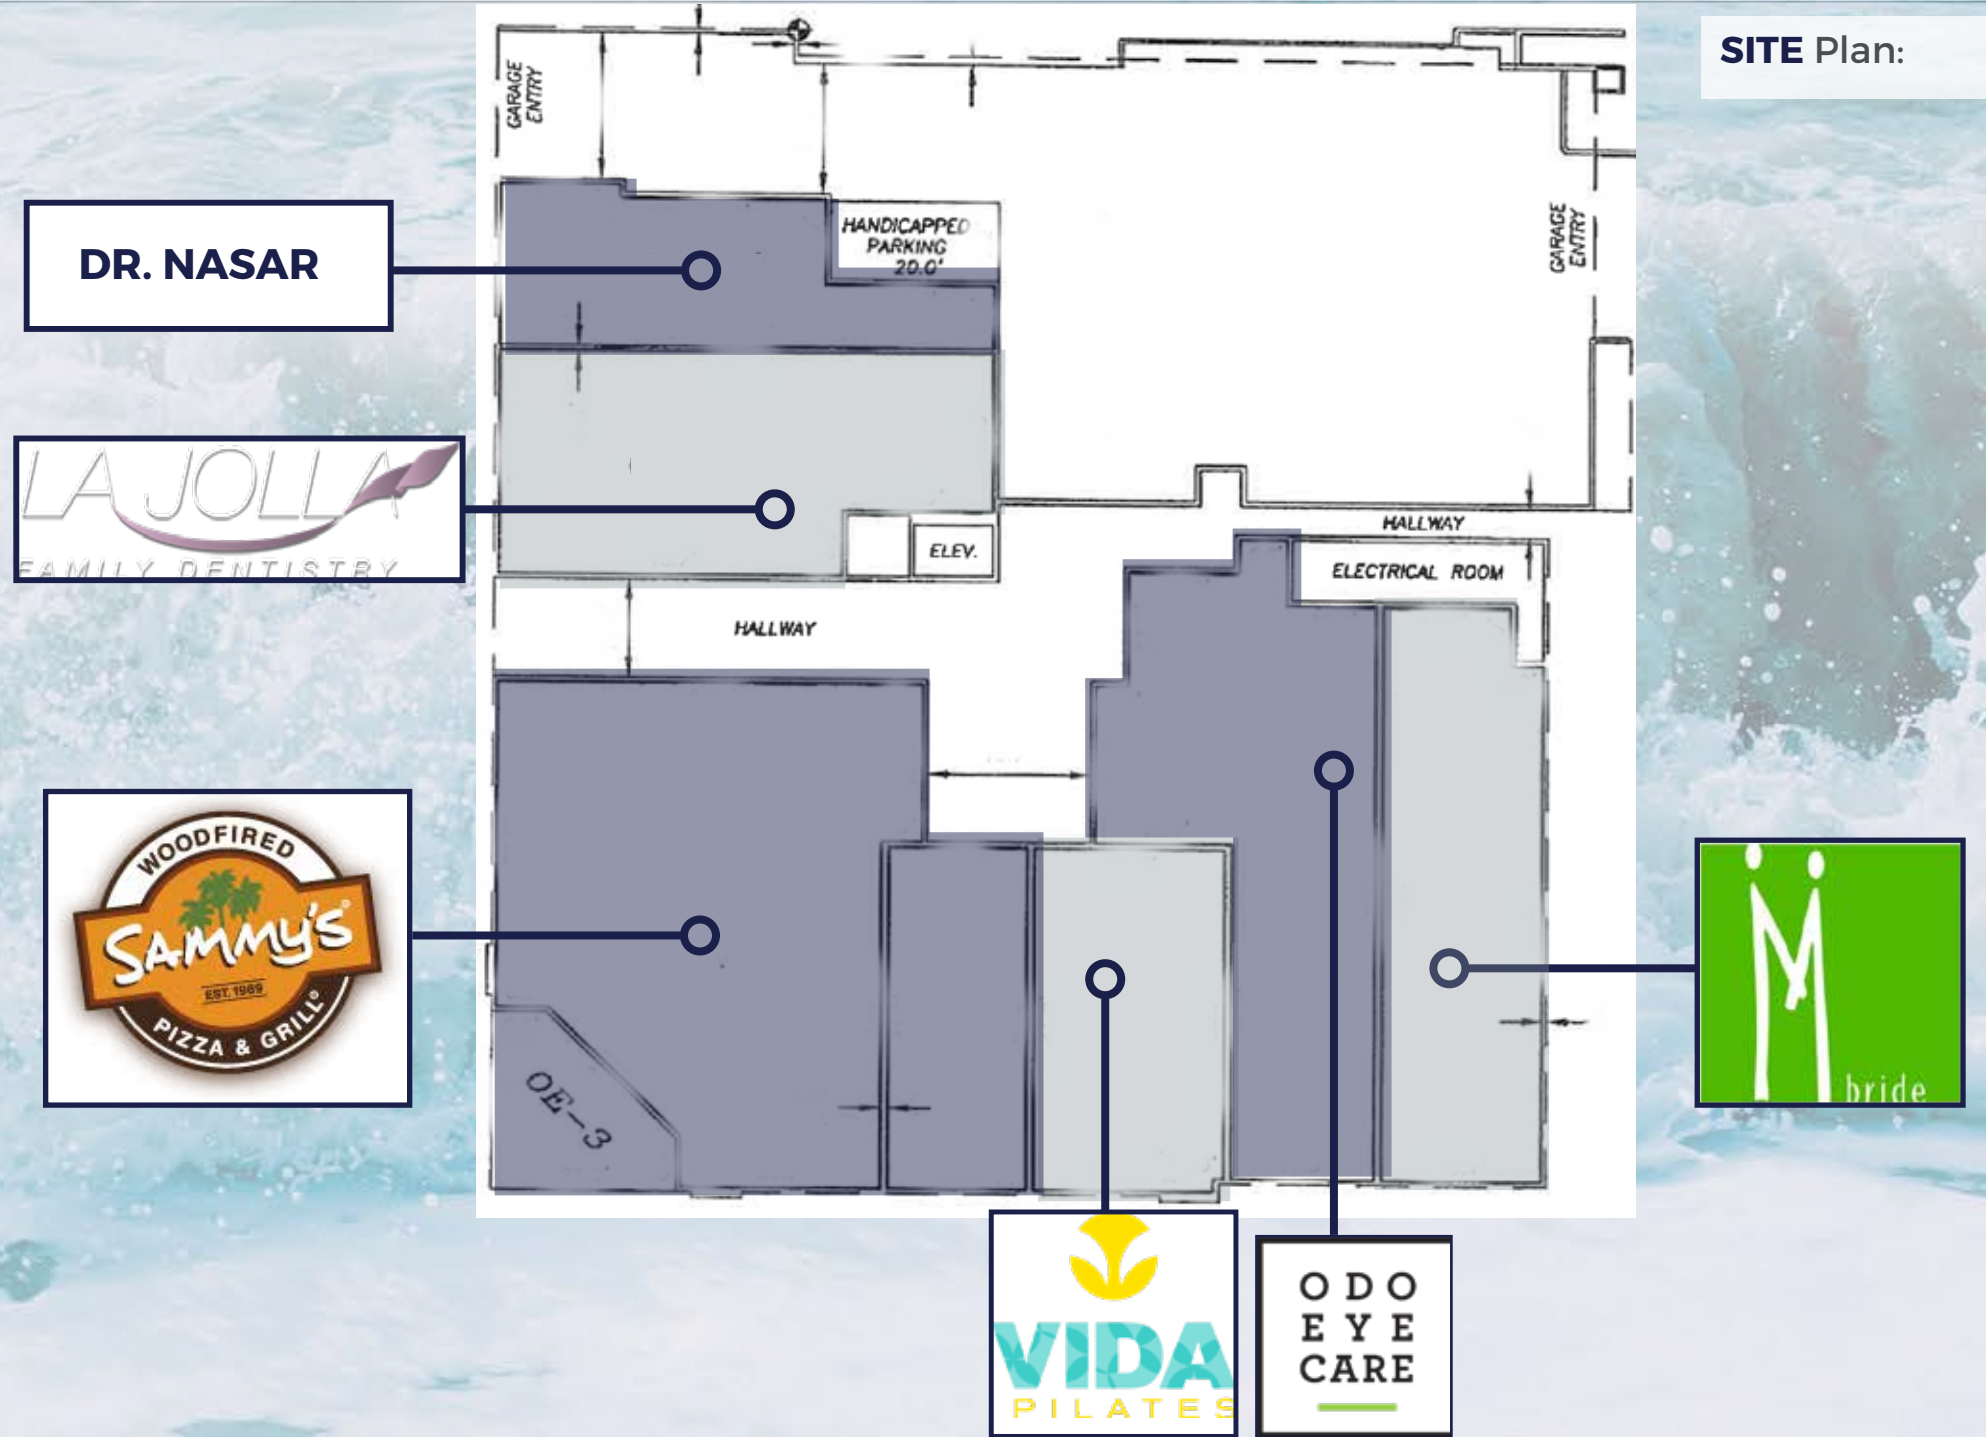 SITE Plan:
GARAGE
ENTRY
HANDICAPPED
PARKING
20.0'
GARAGE
ENTRY
DR. NASAR
LA JOLLA
FAMILY DENTISTRY
ELEV.
HALLWAY
ELECTRICAL ROOM
HALLWAY
WOODFIRED
SAMMY'S
EST. 1989
PIZZA & GRILL
OE-3
M
bride
VIDA
PILATES
ODO
EYE
CARE